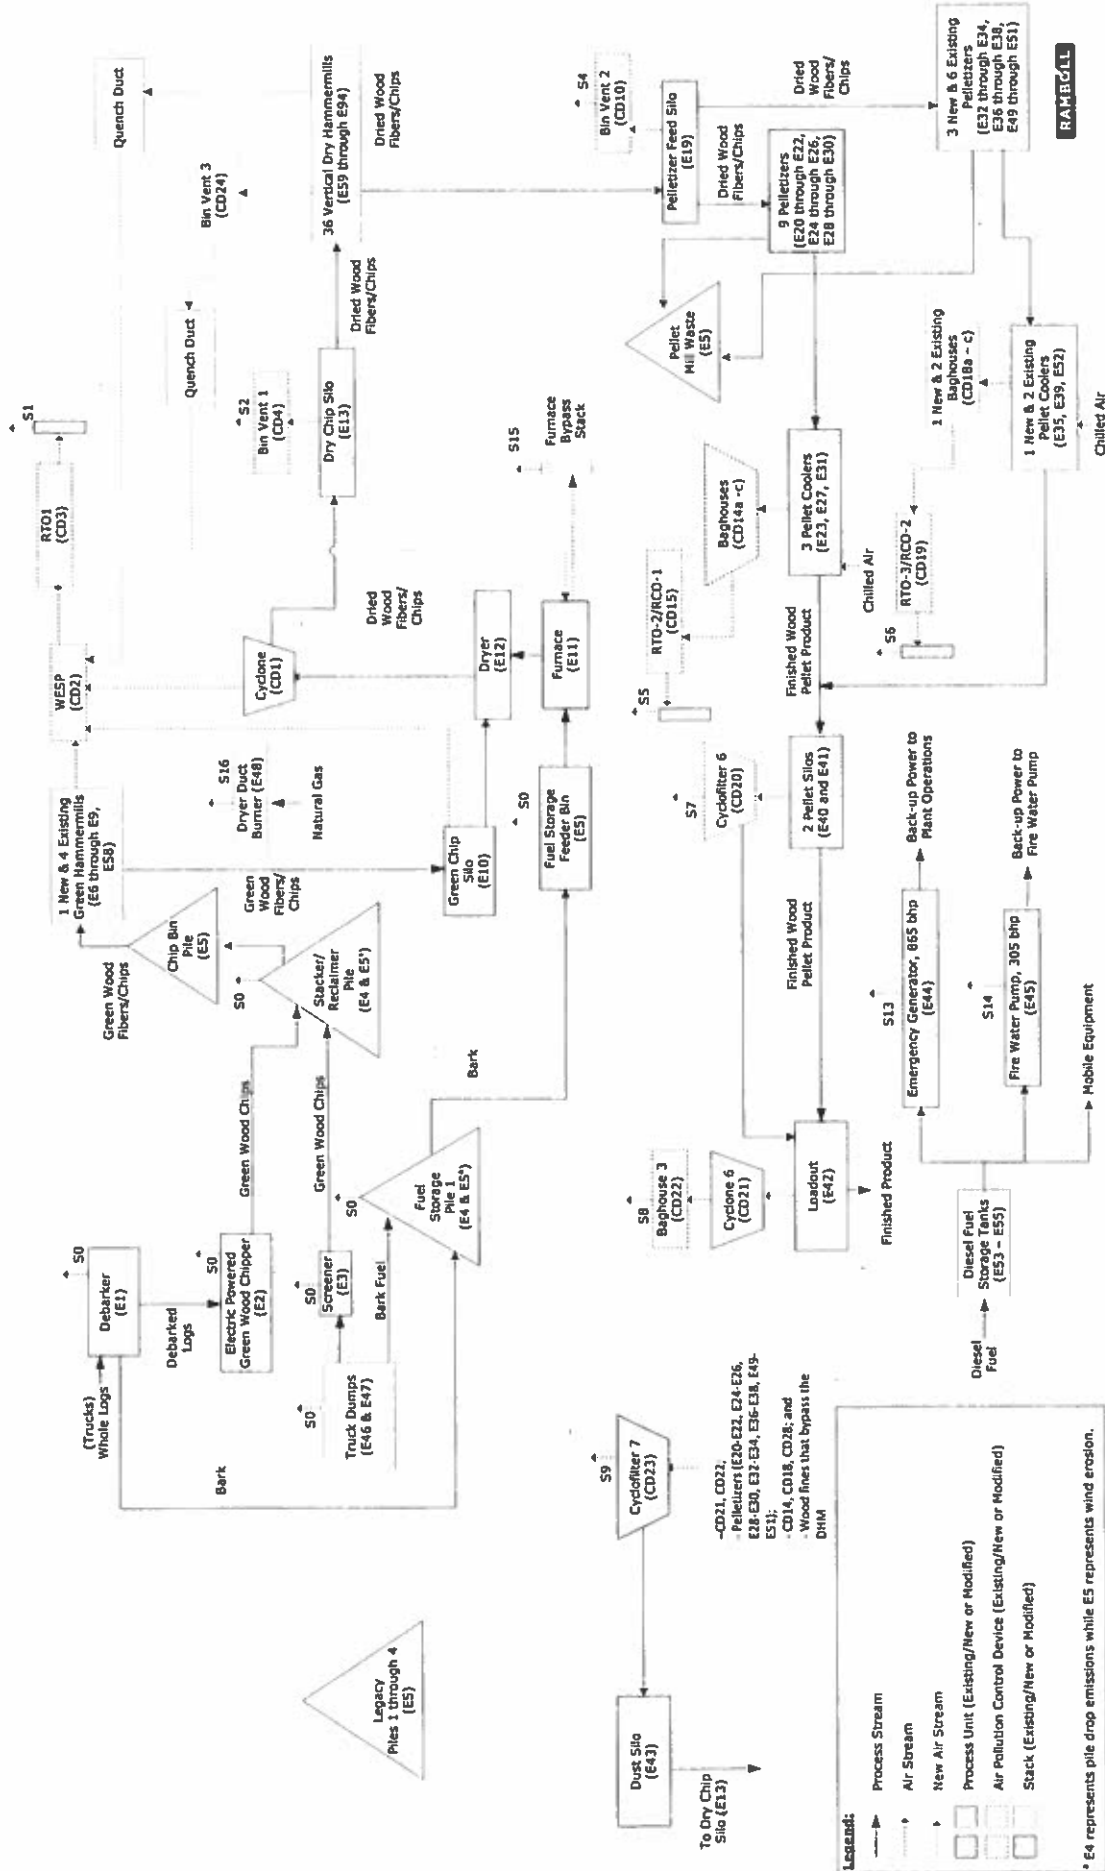 (Trucks)
Whole Logs
Debarker
(E1)
S0
Debarked
Logs
Bark
Electric Powered
Green Wood Chipper
(E2)
S0
Green Wood Chips
Truck Dumps
(E46 & E47)
S0
Screener
(E3)
S0
Green Wood Chips
Bark Fuel
Fuel
Storage
Pile 1
(E4 & E5*)
S0
Bark
Stacker/
Reclaimer
Pile
(E4 & E5*)
S0
Chip Bin
Pile
(E5)
Green Wood
Fibers/Chips
1 New & 4 Existing
Green Hammermills
(E6 through E9,
E58)
Green
Wood
Fibers/
Chips
S16
Dryer Duct
Burner (E48)
Natural Gas
Green Chip
Silo
(E10)
S0
Fuel Storage
Feeder Bin
(E5)
WESP
(CD2)
RTO1
(CD3)
S1
Cyclone
(CD1)
Dryer
(E12)
Furnace
(E11)
S15
Furnace
Bypass
Stack
Dried
Wood
Fibers/
Chips
S2
Bin Vent 1
(CD4)
Dry Chip Silo
(E13)
Quench Duct
Dried Wood
Fibers/Chips
Bin Vent 3
(CD24)
Quench Duct
36 Vertical Dry Hammermills
(E59 through E94)
Dried Wood
Fibers/Chips
Legacy
Piles 1 through 4
(E5)
Dust Silo
(E43)
To Dry Chip
Silo (E13)
S9
Cyclofilter 7
(CD23)
-CD21, CD22,
- Pelletizers (E20-E22, E24-E26,
E28-E30, E32-E34, E36-E38, E49-
E51);
- CD14, CD18, CD28; and
- Wood fines that bypass the
DHM
S8
Baghouse 3
(CD22)
Cyclone 6
(CD21)
Loadout
(E42)
Finished Product
Finished Wood
Pellet Product
S7
Cyclofilter 6
(CD20)
2 Pellet Silos
(E40 and E41)
S5
RTO-2/RCO-1
(CD15)
Finished Wood
Pellet Product
Baghouses
(CD14a -c)
3 Pellet Coolers
(E23, E27, E31)
Chilled Air
S6
RTO-3/RCO-2
(CD19)
1 New & 2 Existing
Baghouses
(CD18a - c)
1 New & 2 Existing
Pellet Coolers
(E35, E39, E52)
Chilled Air
Pellet
Mill Waste
(E5)
9 Pelletizers
(E20 through E22,
E24 through E26,
E28 through E30)
Dried Wood
Fibers/Chips
Pelletizer Feed Silo
(E19)
Bin Vent 2
(CD10)
S4
Dried
Wood
Fibers/
Chips
3 New & 6 Existing
Pelletizers
(E32 through E34,
E36 through E38,
E49 through E51)
Diesel
Fuel
Diesel Fuel
Storage Tanks
(E53 - E55)
S13
Emergency Generator, 865 bhp
(E44)
Back-up Power to
Plant Operations
S14
Fire Water Pump, 305 bhp
(E45)
Back-up Power to
Fire Water Pump
Mobile Equipment
Legend:
Process Stream
Air Stream
New Air Stream
Process Unit (Existing/New or Modified)
Air Pollution Control Device (Existing/New or Modified)
Stack (Existing/New or Modified)
* E4 represents pile drop emissions while E5 represents wind erosion.
RAMBOLL